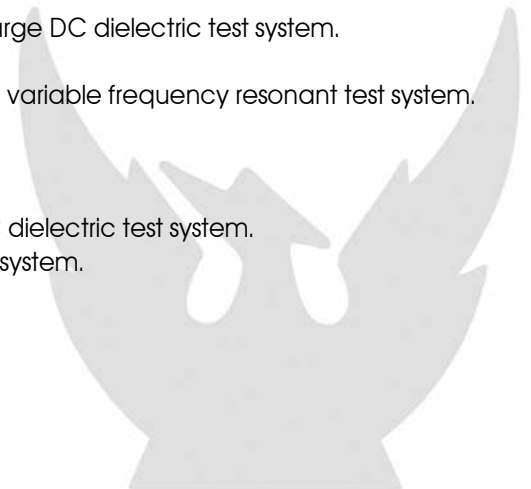 arge DC dielectric test system.
variable frequency resonant test system.
dielectric test system.
system.